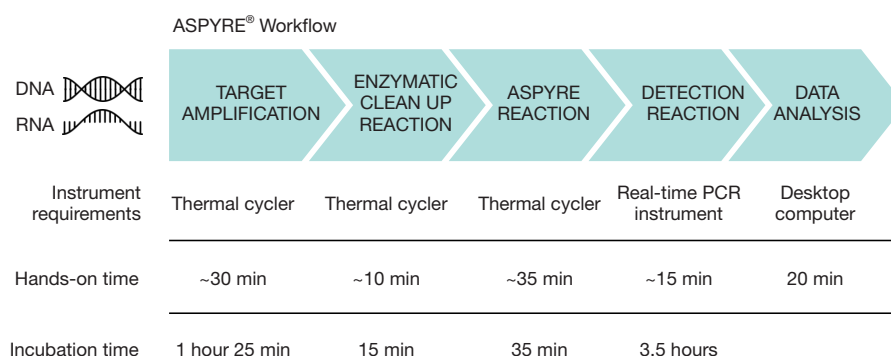 ASPYRE® Workflow
DNA
RNA
TARGET
AMPLIFICATION
ENZYMATIC
CLEAN UP
REACTION
ASPYRE
REACTION
DETECTION
REACTION
DATA
ANALYSIS
Instrument
requirements
Thermal cycler
Thermal cycler
Thermal cycler
Real-time PCR
instrument
Desktop
computer
Hands-on time ~30 min ~10 min ~35 min ~15 min 20 min
Incubation time 1 hour 25 min 15 min 35 min 3.5 hours